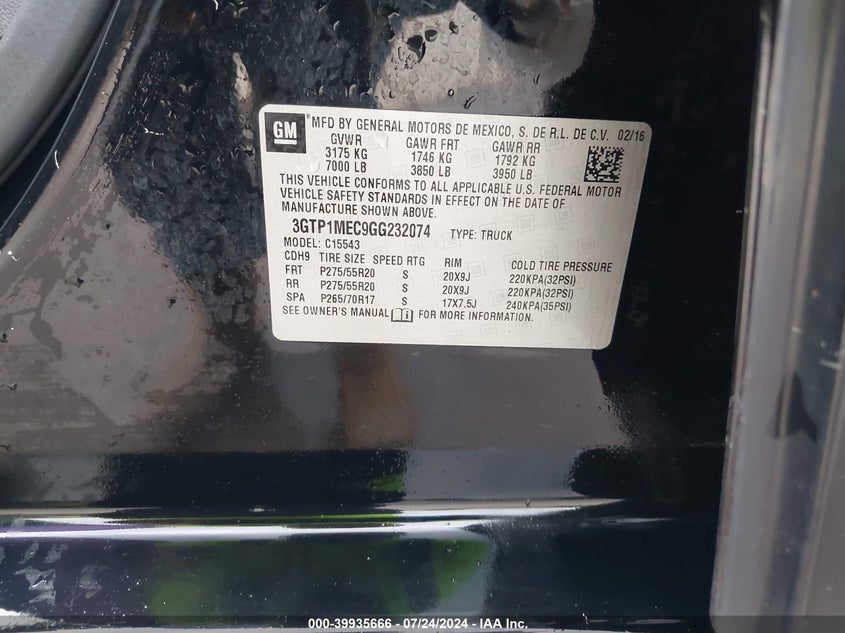 GM MFD BY GENERAL MOTORS DE MEXICO, S. DE R.L. DE C.V. 02/16
GVWR GAWR FRT GAWR RR
3175 KG 1746 KG 1792 KG
7000 LB 3850 LB 3950 LB
THIS VEHICLE CONFORMS TO ALL APPLICABLE U.S. FEDERAL MOTOR
VEHICLE SAFETY STANDARDS IN EFFECT ON THE DATE OF
MANUFACTURE SHOWN ABOVE.
3GTP1MEC9GG232074 TYPE: TRUCK
MODEL: C15543
CDH9 TIRE SIZE SPEED RTG RIM COLD TIRE PRESSURE
FRT P275/55R20 S 20X9J 220KPA(32PSI)
RR P275/55R20 S 20X9J 220KPA(32PSI)
SPA P265/70R17 S 17X7.5J 240KPA(35PSI)
SEE OWNER'S MANUAL FOR MORE INFORMATION.
000-39935666 - 07/24/2024 - IAA Inc.